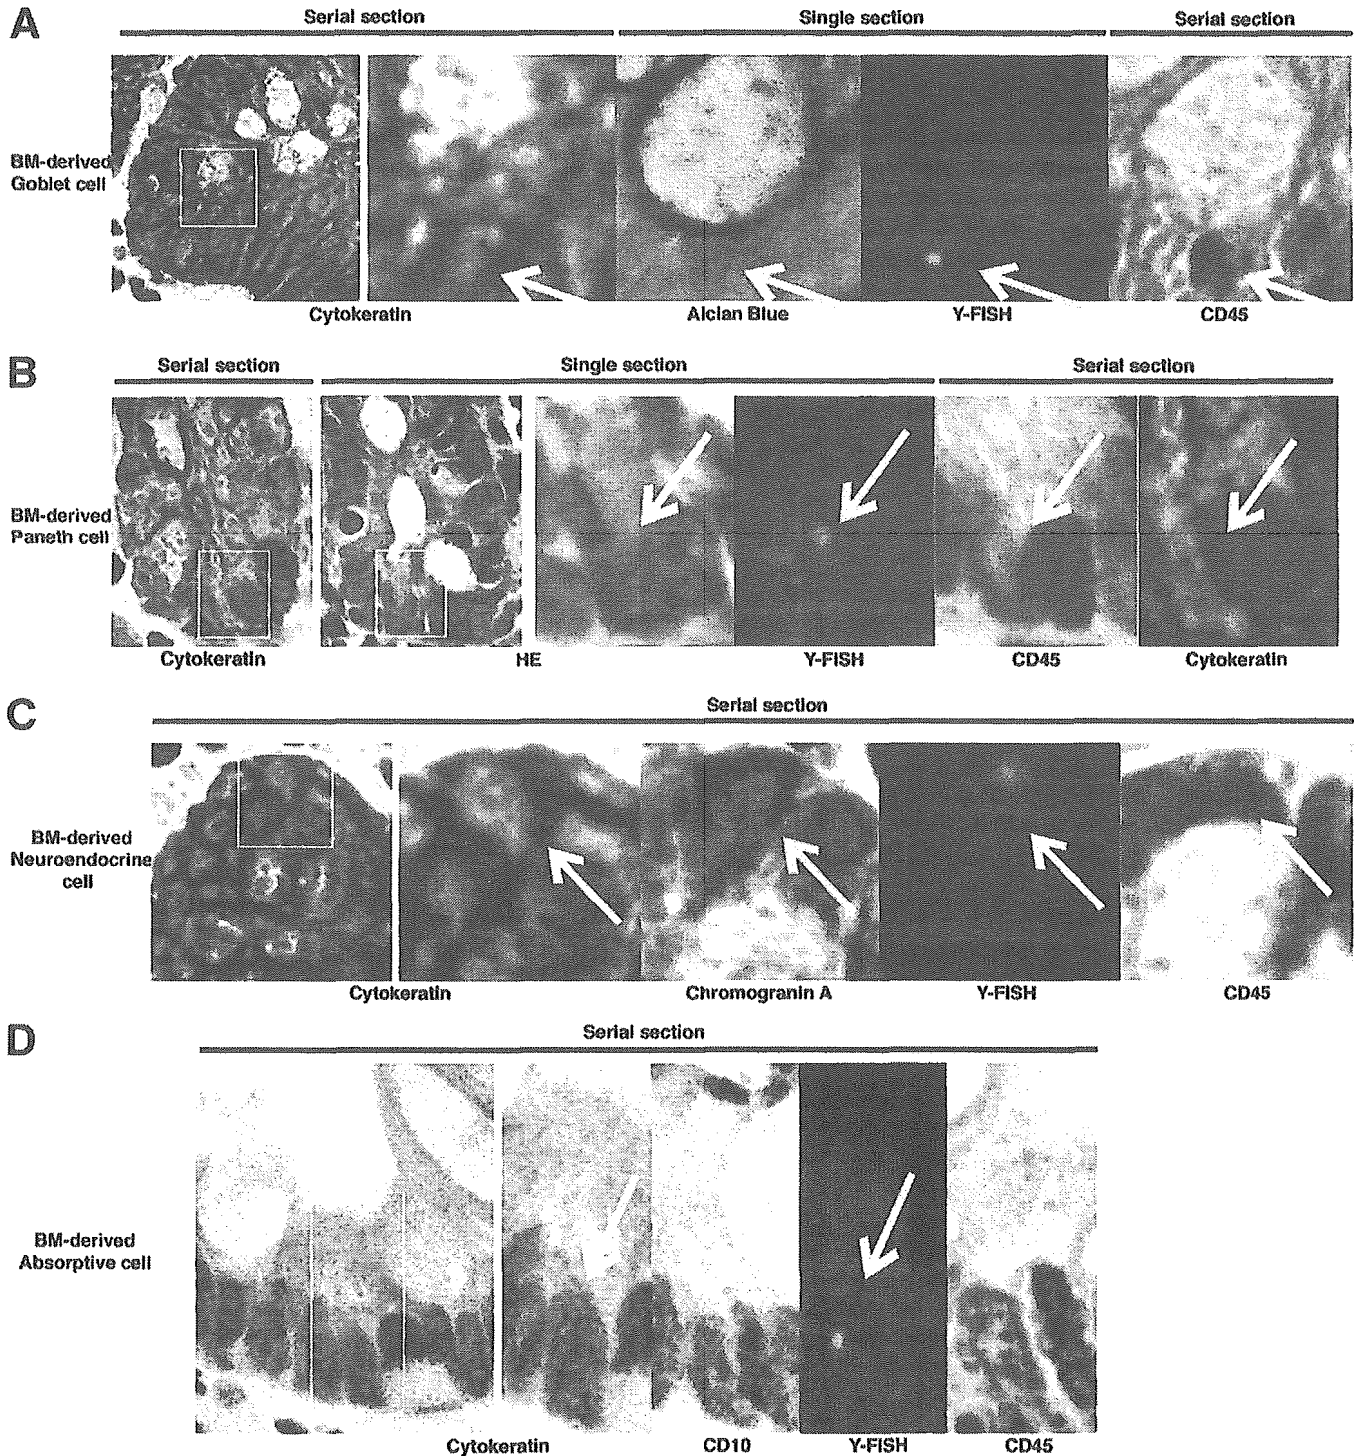 A
Serial section
Single section
Serial section
BM-derived
Goblet cell
Cytokeratin
Alcian Blue
Y-FISH
CD45
B
Serial section
Single section
Serial section
BM-derived
Paneth cell
Cytokeratin
HE
Y-FISH
CD45
Cytokeratin
C
Serial section
BM-derived
Neuroendocrine
cell
Cytokeratin
Chromogranin A
Y-FISH
CD45
D
Serial section
BM-derived
Absorptive cell
Cytokeratin
CD10
Y-FISH
CD45